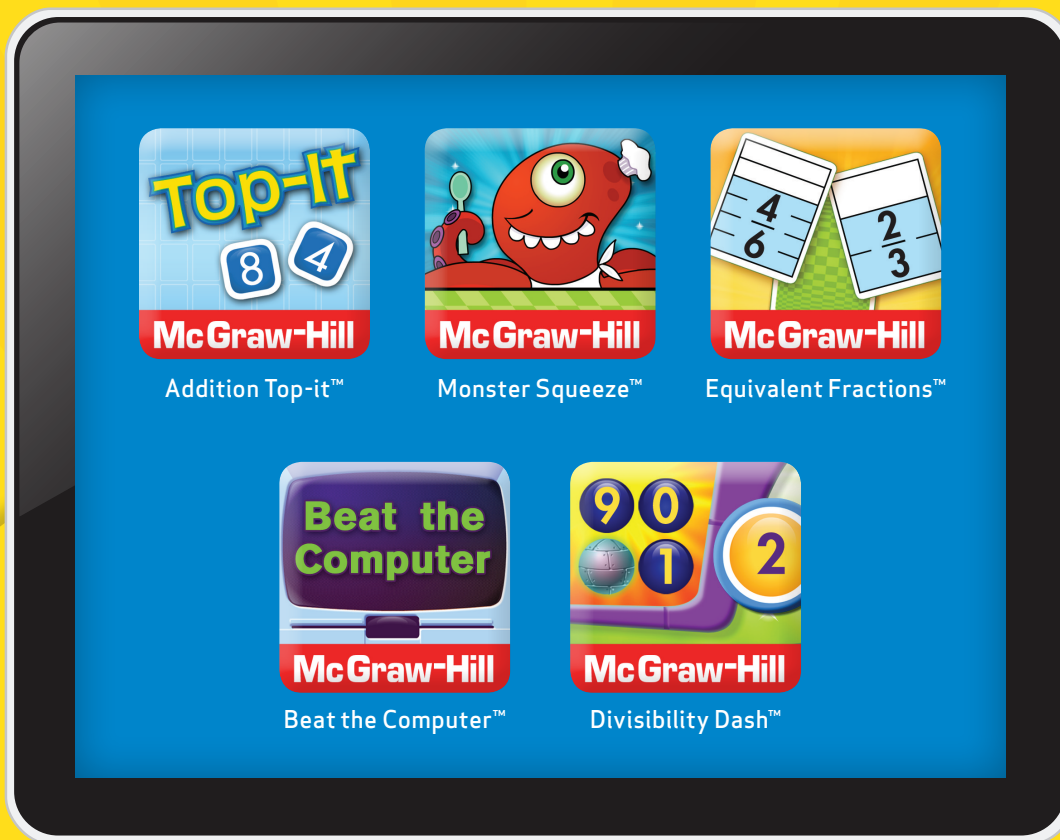 Top-It
8 4
McGraw-Hill
Addition Top-it™
McGraw-Hill
Monster Squeeze™
4
6
2
3
McGraw-Hill
Equivalent Fractions™
Beat the
Computer
McGraw-Hill
Beat the Computer™
9 0
1
2
McGraw-Hill
Divisibility Dash™